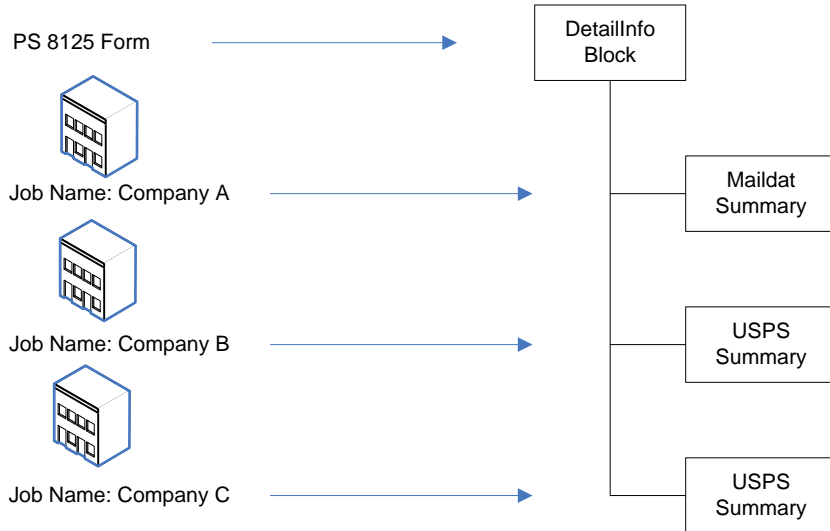 PS 8125 Form
DetailInfo
Block
Job Name: Company A
Maildat
Summary
Job Name: Company B
USPS
Summary
Job Name: Company C
USPS
Summary